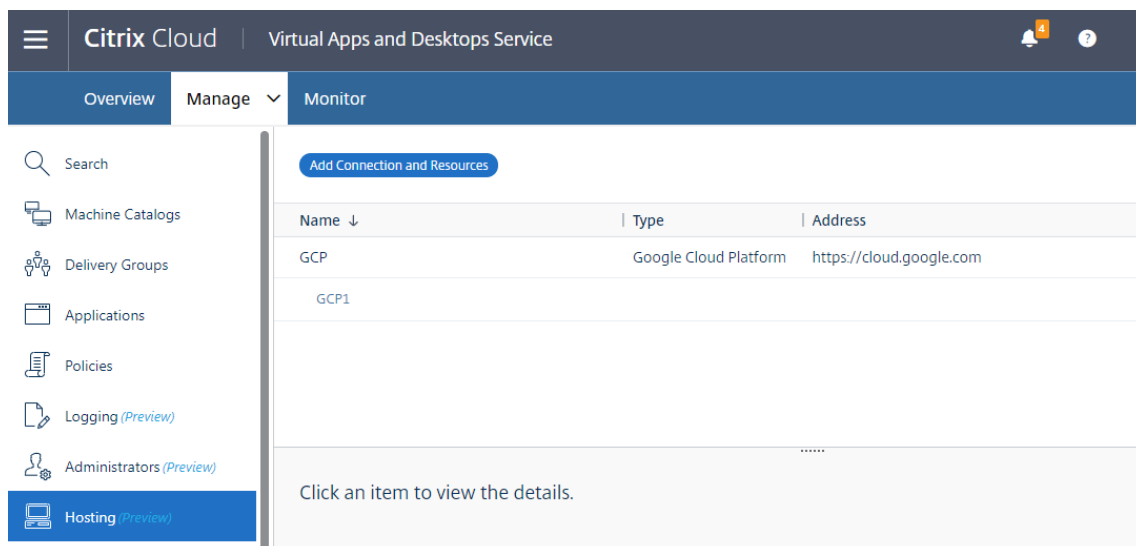 Citrix Cloud | Virtual Apps and Desktops Service 4 ?
Overview Manage Monitor
Search
Machine Catalogs
Delivery Groups
Applications
Policies
Logging (Preview)
Administrators (Preview)
Hosting (Preview)
Add Connection and Resources
Name ↓ Type Address
GCP Google Cloud Platform https://cloud.google.com
GCP1
Click an item to view the details.